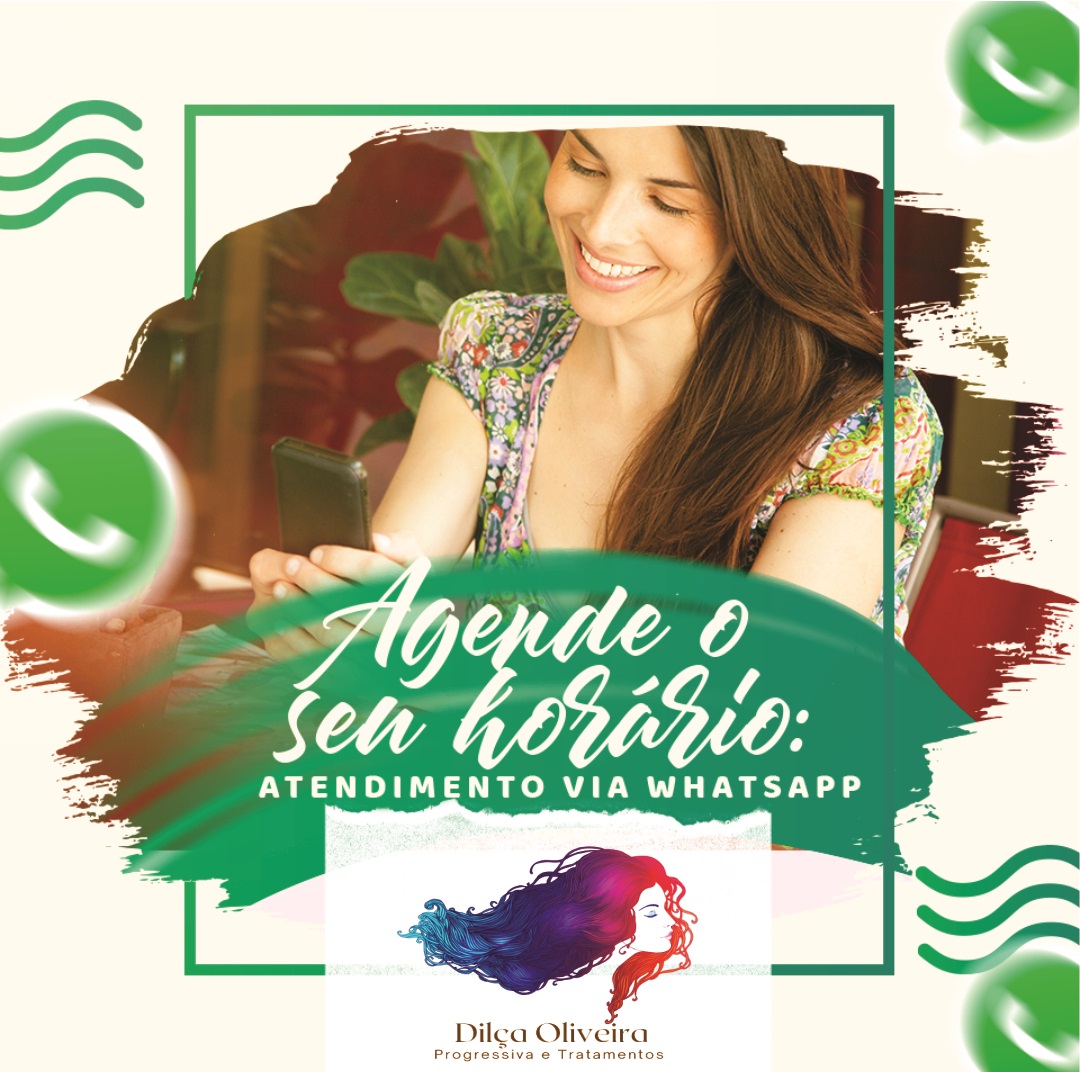 Agende o
seu horário:
ATENDIMENTO VIA WHATSAPP
Dilça Oliveira
Progressiva e Tratamentos